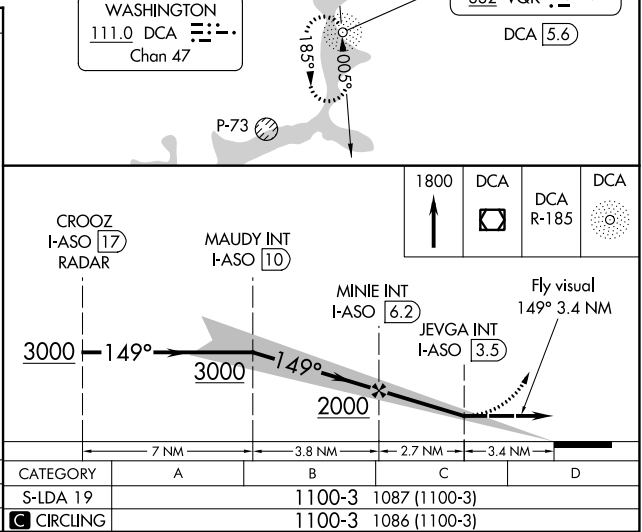 WASHINGTON
111.0 DCA
Chan 47
VQR
DCA 5.6
185°
005°
P-73
1800
DCA
DCA
R-185
DCA
CROOZ
I-ASO 17
RADAR
MAUDY INT
I-ASO 10
MINIE INT
I-ASO 6.2
JEVGA INT
I-ASO 3.5
Fly visual
149° 3.4 NM
3000
149°
3000
149°
2000
7 NM
3.8 NM
2.7 NM
3.4 NM
CATEGORY A B C D
S-LDA 19 1100-3 1087 (1100-3)
C CIRCLING 1100-3 1086 (1100-3)